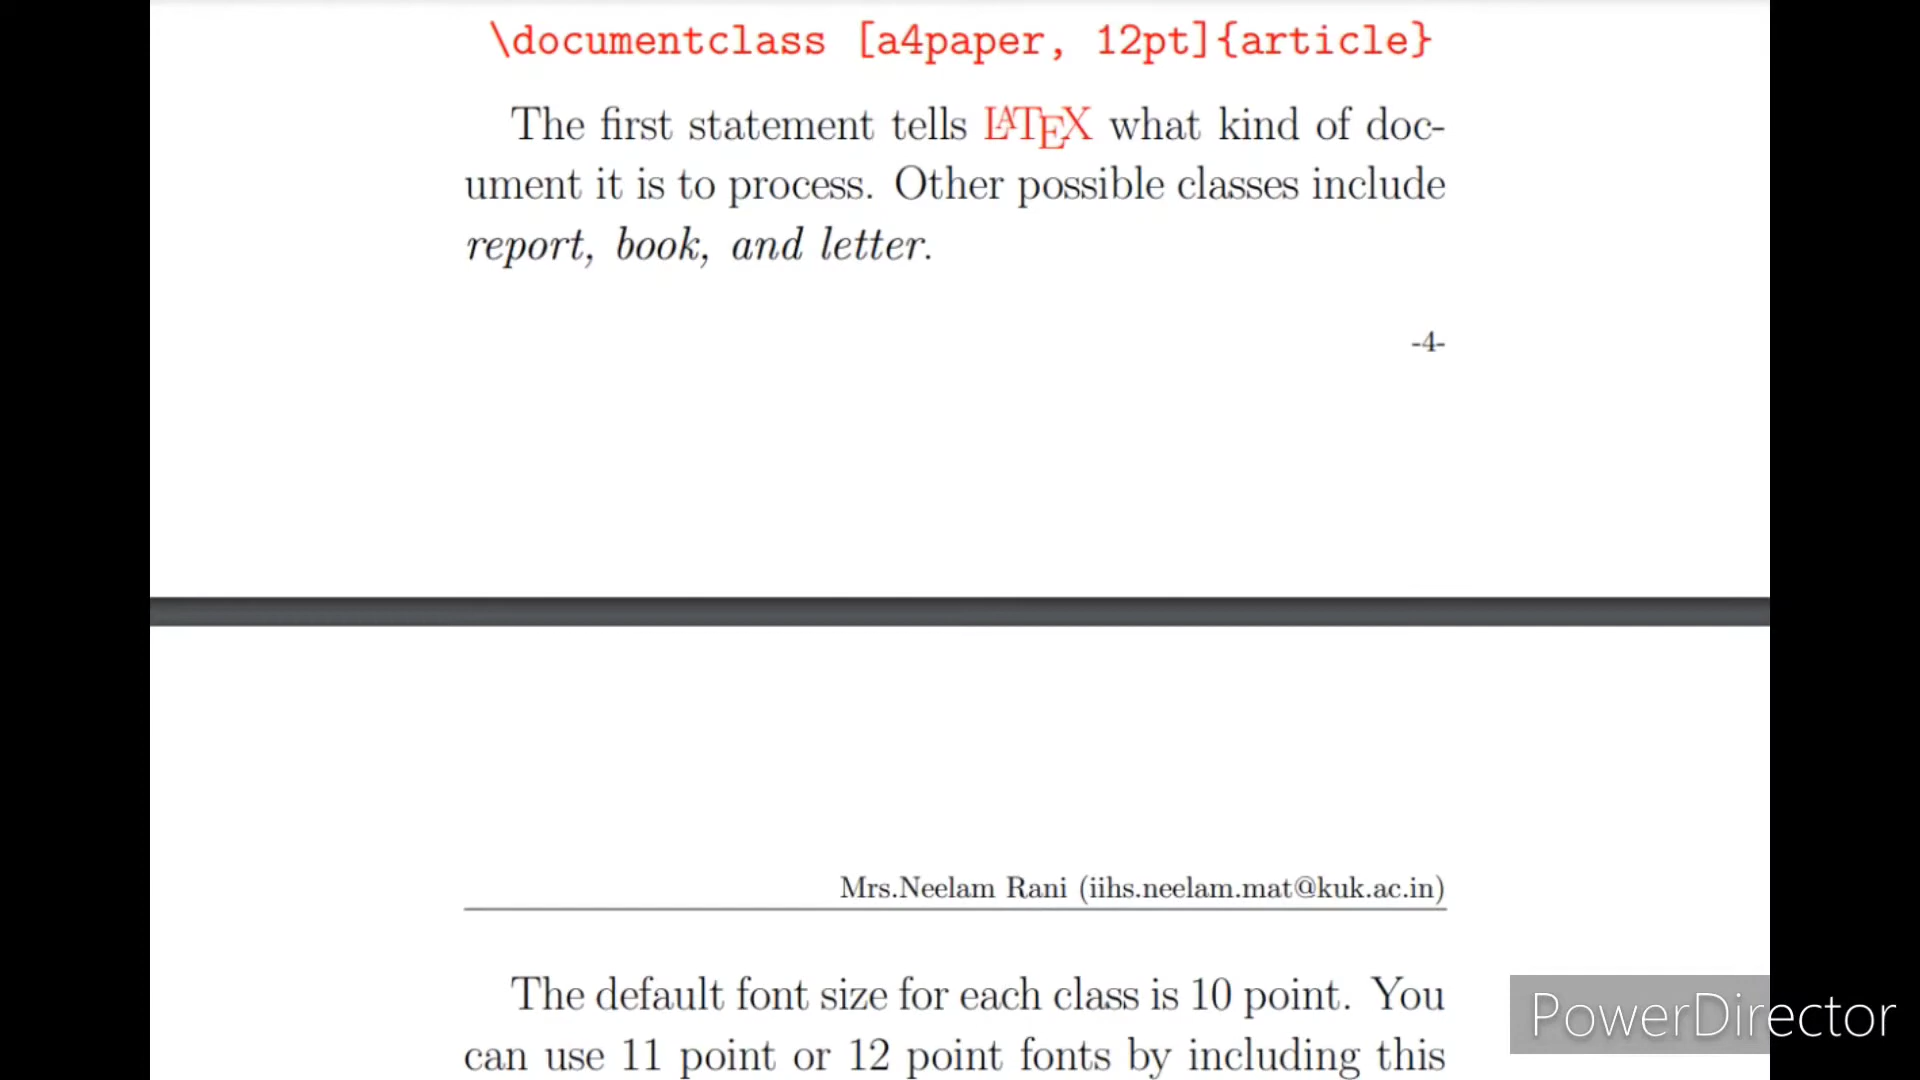 \documentclass [a4paper, 12pt]{article}
The first statement tells LATEX what kind of doc-
ument it is to process. Other possible classes include
report, book, and letter.
-4-
Mrs.Neelam Rani (iihs.neelam.mat@kuk.ac.in)
The default font size for each class is 10 point. You
can use 11 point or 12 point fonts by including this
PowerDirector